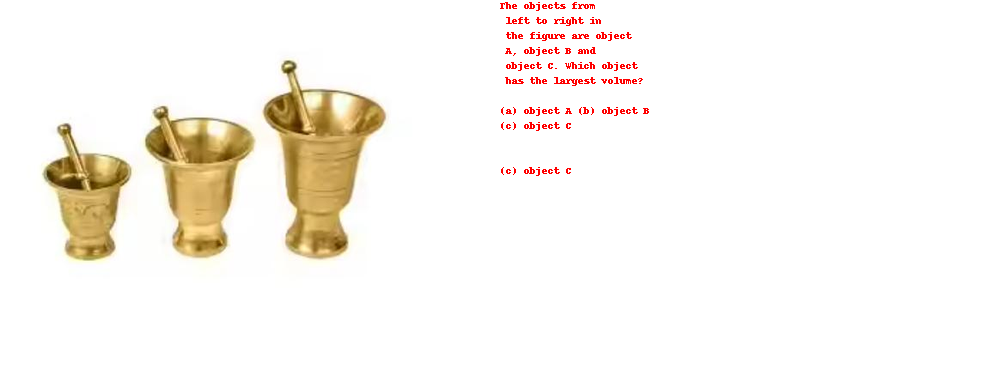 The objects from
left to right in
the figure are object
A, object B and
object C. Which object
has the largest volume?
(a) object A (b) object B
(c) object C
(c) object C